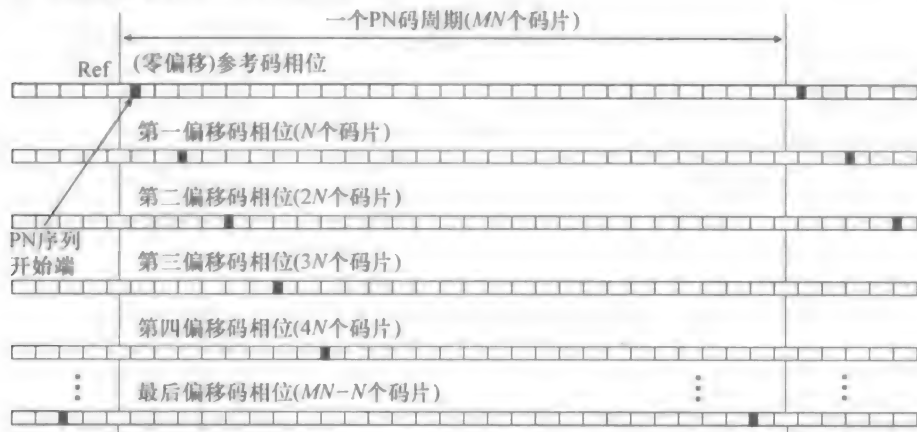 一个PN码周期(MN个码片)
Ref
(零偏移)参考码相位
第一偏移码相位(N个码片)
第二偏移码相位(2N个码片)
PN序列
开始端
第三偏移码相位(3N个码片)
第四偏移码相位(4N个码片)
最后偏移码相位(MN-N个码片)